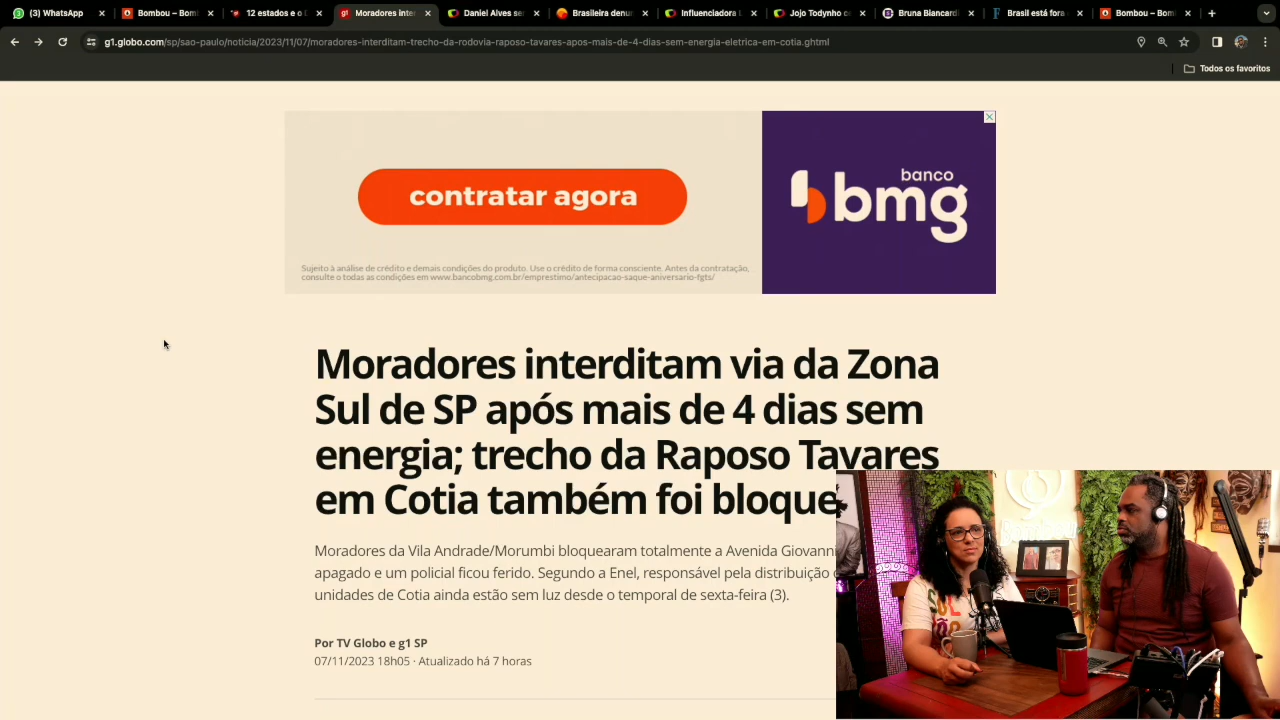 (3) WhatsApp
Bombou – Bom
12 estados e o
Moradores inter
Daniel Alves se
Brasileira denu
Influenciadora
Jojo Todynho c
Bruna Biancard
Brasil está fora
Bombou – Bom
g1.globo.com/sp/sao-paulo/noticia/2023/11/07/moradores-interditam-trecho-da-rodovia-raposo-tavares-apos-mais-de-4-dias-sem-energia-eletrica-em-cotia.ghtml
Todos os favoritos
contratar agora
banco
bmg
Sujeito à análise de crédito e demais condições do produto. Use o crédito de forma consciente. Antes da contratação,
consulte o todas as condições em www.bancobmg.com.br/emprestimo/antecipacao-saque-aniversario-fgts/
Moradores interditam via da Zona
Sul de SP após mais de 4 dias sem
energia; trecho da Raposo Tavares
em Cotia também foi bloque
Moradores da Vila Andrade/Morumbi bloquearam totalmente a Avenida Giovann
apagado e um policial ficou ferido. Segundo a Enel, responsável pela distribuição
unidades de Cotia ainda estão sem luz desde o temporal de sexta-feira (3).
Por TV Globo e g1 SP
07/11/2023 18h05 · Atualizado há 7 horas